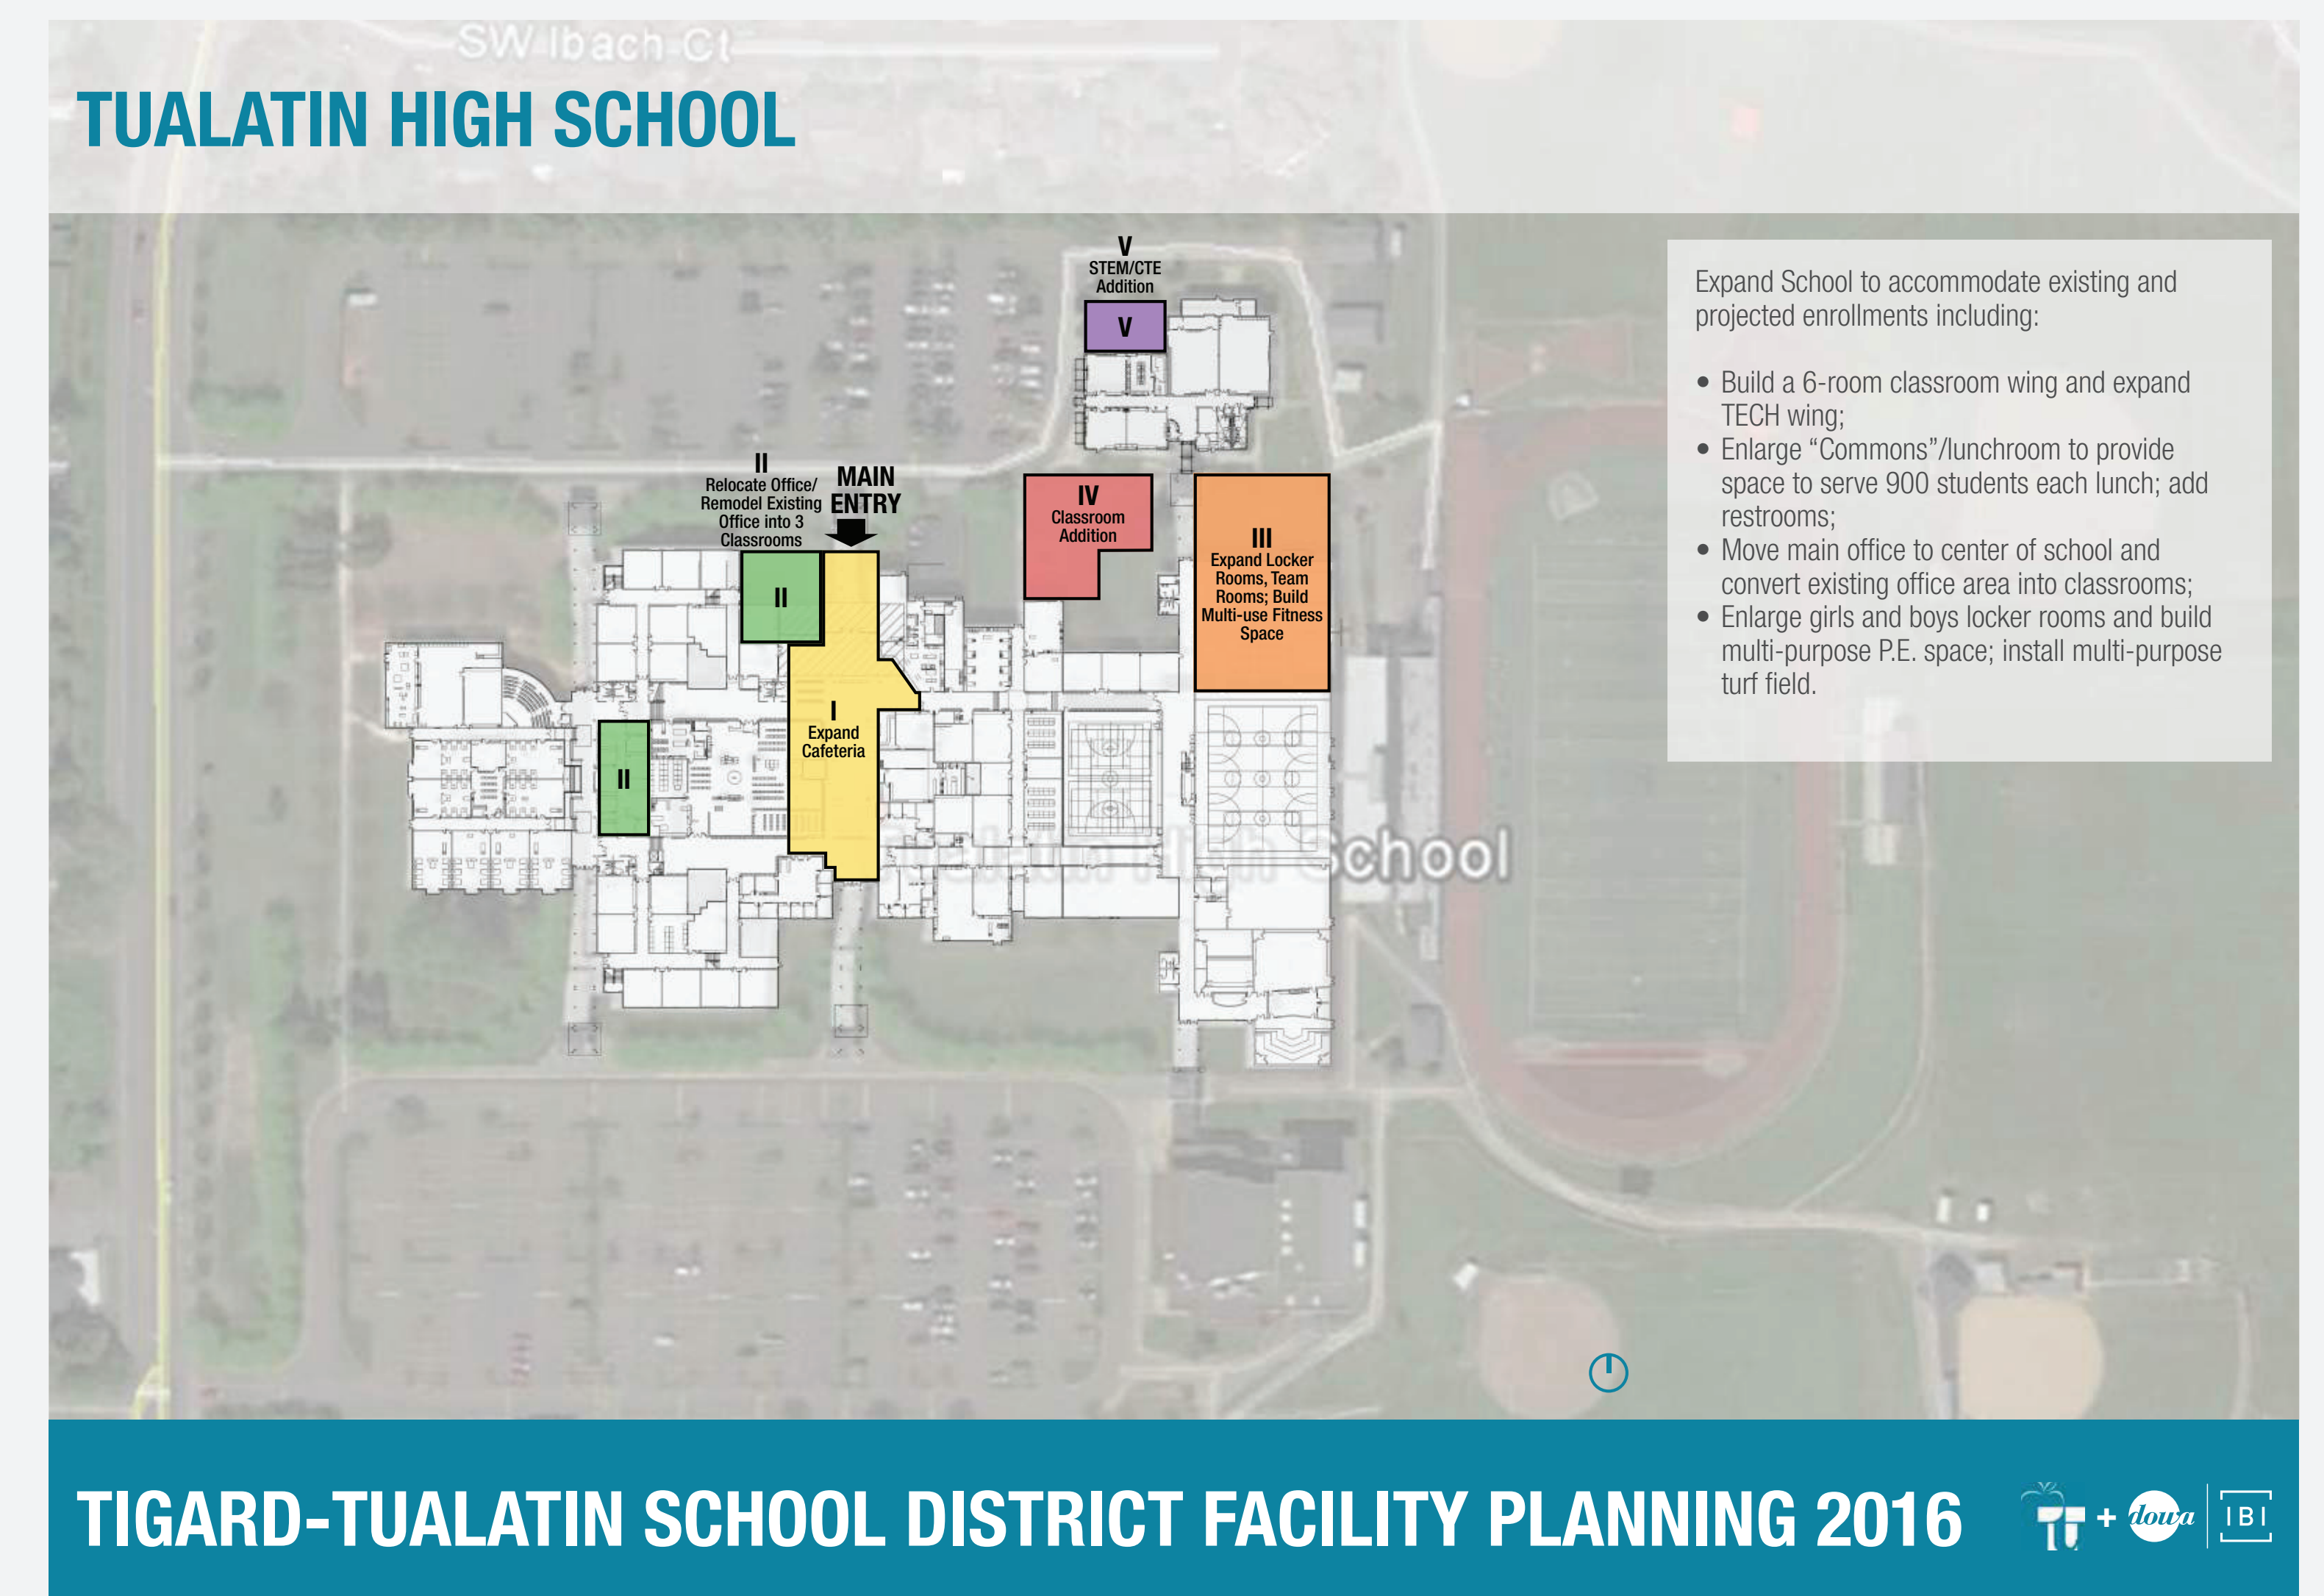 SW Ibach Ct
TUALATIN HIGH SCHOOL
V
STEM/CTE
Addition
V
II
Relocate Office/
Remodel Existing
Office into 3
Classrooms
MAIN
ENTRY
II
IV
Classroom
Addition
III
Expand Locker
Rooms, Team
Rooms; Build
Multi-use Fitness
Space
I
Expand
Cafeteria
II
Tualatin High School
Expand School to accommodate existing and
projected enrollments including:
• Build a 6-room classroom wing and expand
TECH wing;
• Enlarge “Commons”/lunchroom to provide
space to serve 900 students each lunch; add
restrooms;
• Move main office to center of school and
convert existing office area into classrooms;
• Enlarge girls and boys locker rooms and build
multi-purpose P.E. space; install multi-purpose
turf field.
TIGARD-TUALATIN SCHOOL DISTRICT FACILITY PLANNING 2016
TT + dowa IBI